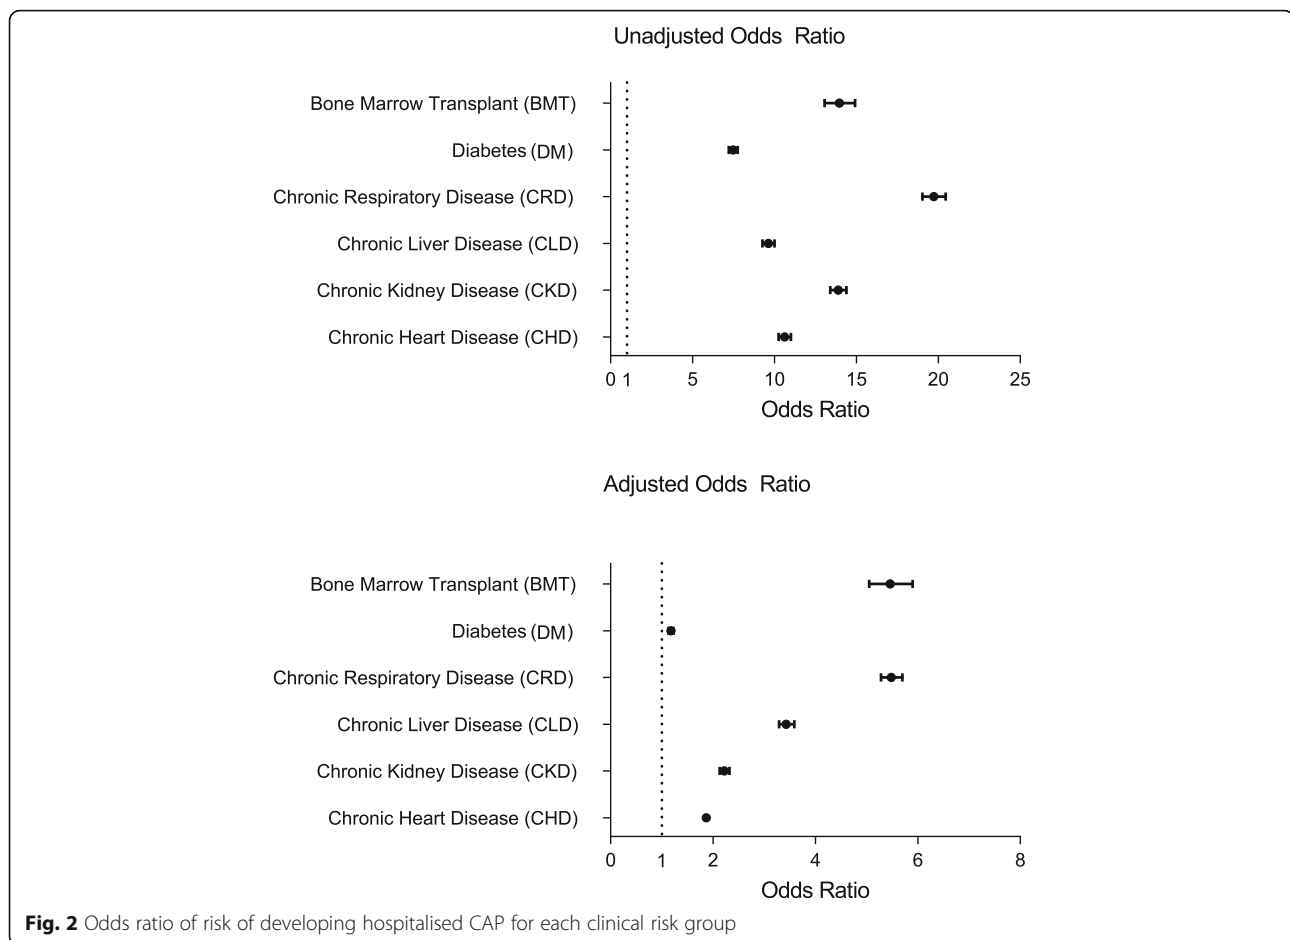 Unadjusted Odds Ratio
Bone Marrow Transplant (BMT)
Diabetes (DM)
Chronic Respiratory Disease (CRD)
Chronic Liver Disease (CLD)
Chronic Kidney Disease (CKD)
Chronic Heart Disease (CHD)
0 1 5 10 15 20 25
Odds Ratio
Adjusted Odds Ratio
Bone Marrow Transplant (BMT)
Diabetes (DM)
Chronic Respiratory Disease (CRD)
Chronic Liver Disease (CLD)
Chronic Kidney Disease (CKD)
Chronic Heart Disease (CHD)
0 1 2 4 6 8
Odds Ratio
Fig. 2 Odds ratio of risk of developing hospitalised CAP for each clinical risk group